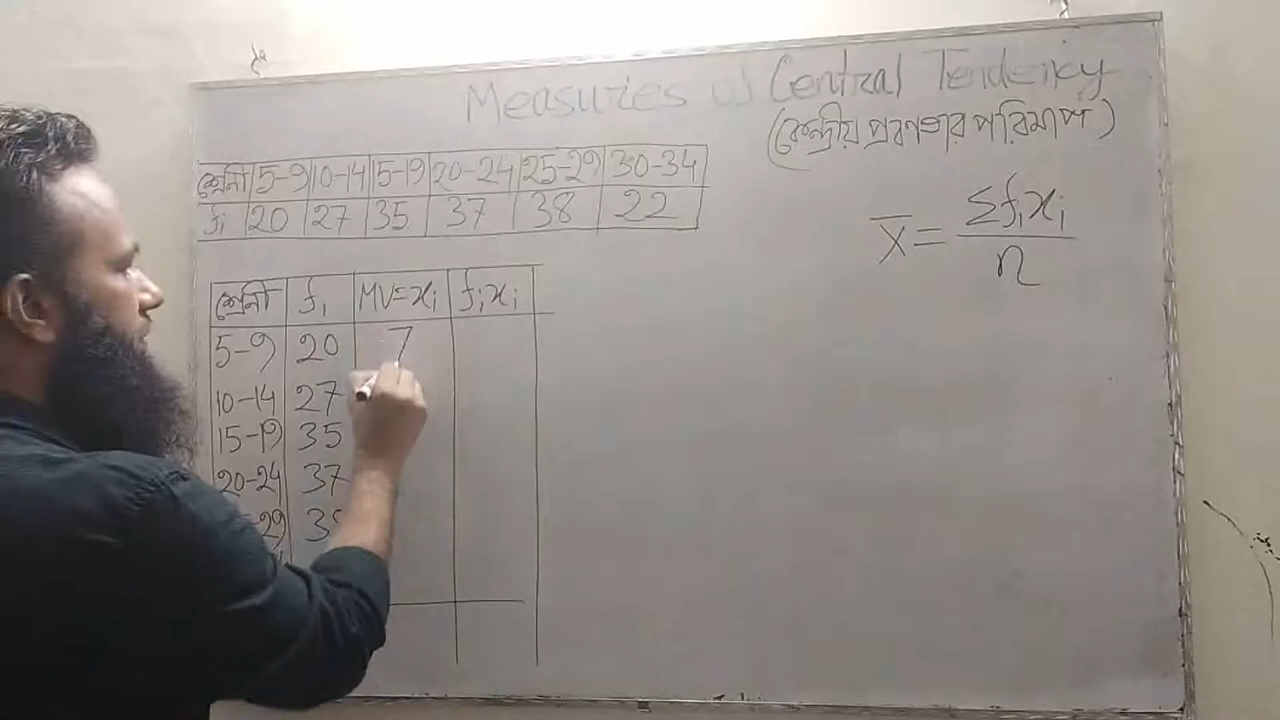 Measures of Central Tendency
(কেন্দ্রীয় প্রবণতার পরিমাপ)
শ্রেণী 5-9 10-14 15-19 20-24 25-29 30-34
fi 20 27 35 37 38 22
x̄ = Σfixi / n
শ্রেণী fi MV=xi fixi
5-9 20 7
10-14 27
15-19 35
20-24 37
-29 38